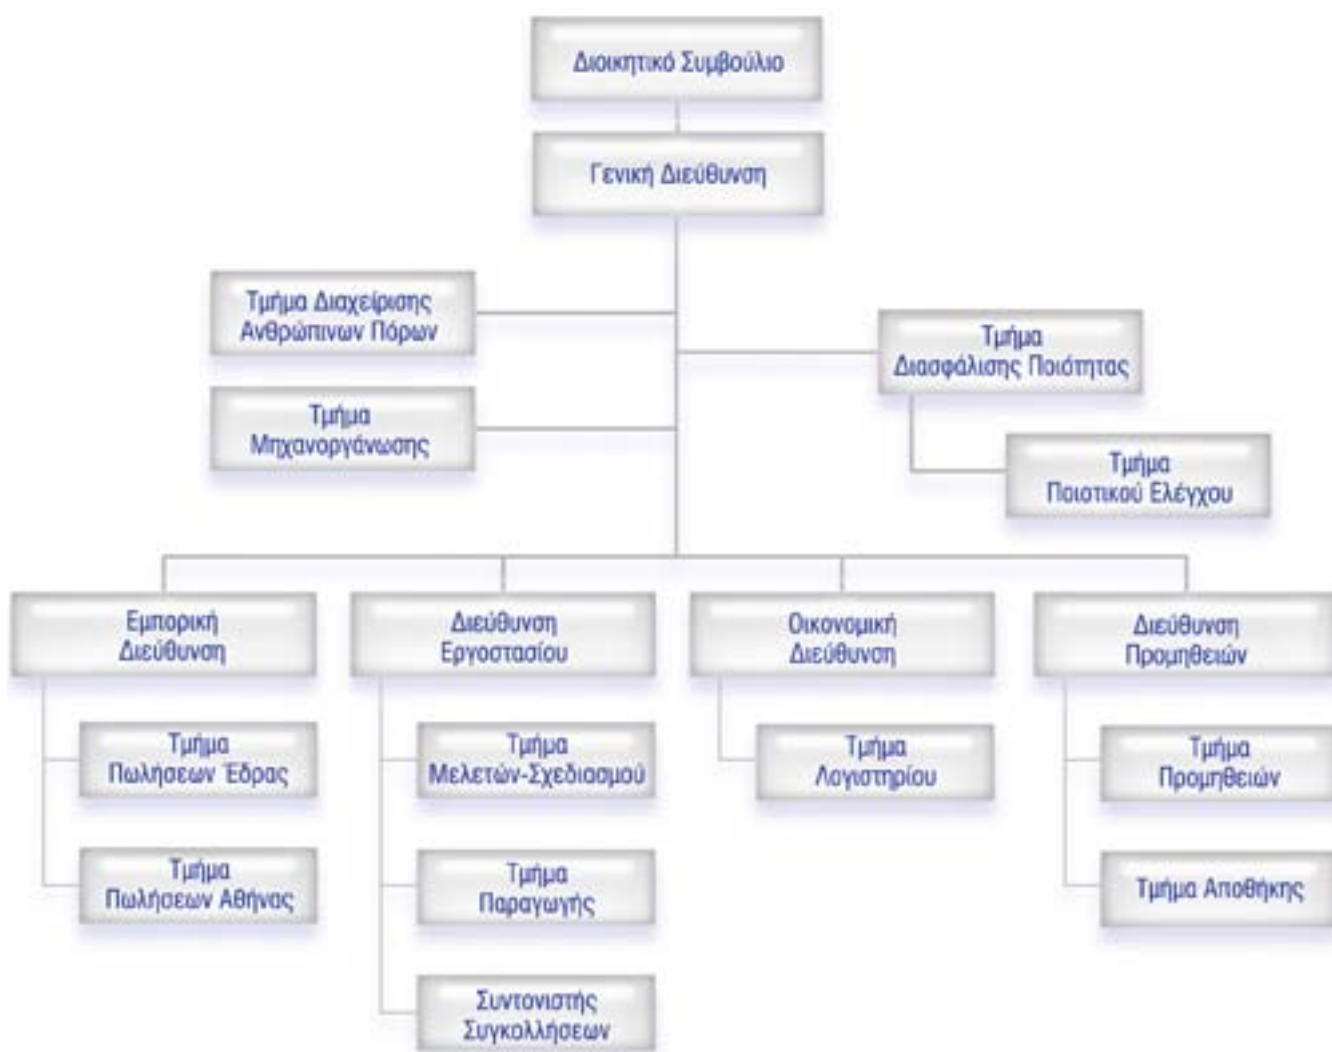 Διοικητικό Συμβούλιο
Γενική Διεύθυνση
Τμήμα Διαχείρισης
Ανθρώπινων Πόρων
Τμήμα
Διασφάλισης Ποιότητας
Τμήμα
Μηχανοργάνωσης
Τμήμα
Ποιοτικού Ελέγχου
Εμπορική
Διεύθυνση
Τμήμα
Πωλήσεων Έδρας
Τμήμα
Πωλήσεων Αθήνας
Διεύθυνση
Εργοστασίου
Τμήμα
Μελετών-Σχεδιασμού
Τμήμα
Παραγωγής
Συντονιστής
Συγκολλήσεων
Οικονομική
Διεύθυνση
Τμήμα
Λογιστηρίου
Διεύθυνση
Προμηθειών
Τμήμα
Προμηθειών
Τμήμα Αποθήκης